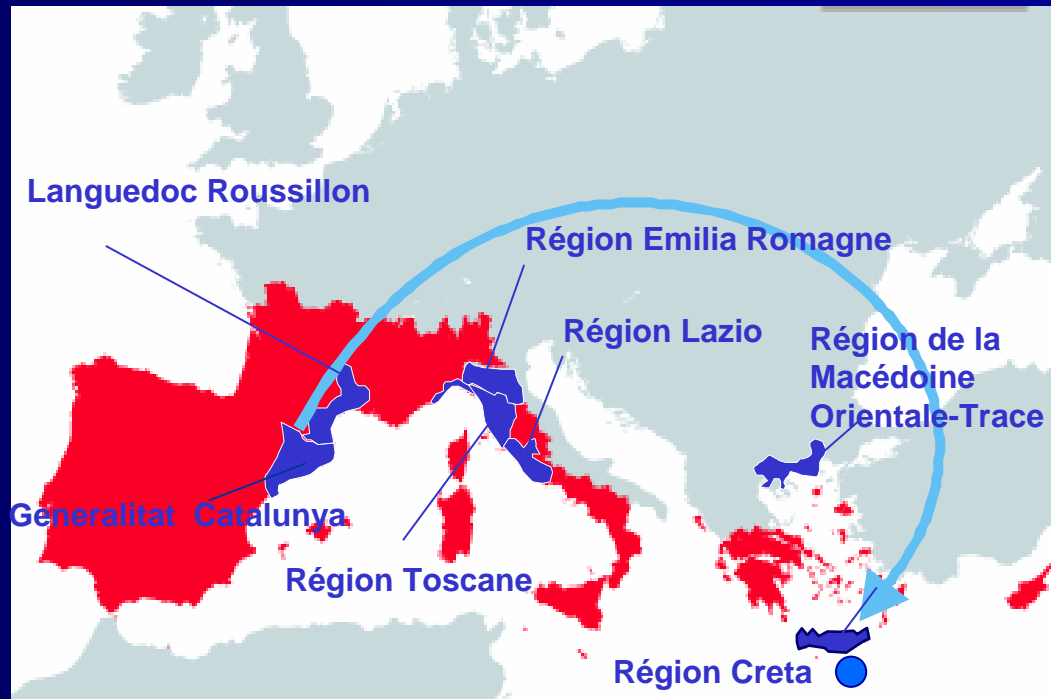 Languedoc Roussillon
Région Emilia Romagne
Région Lazio
Région de la
Macédoine
Orientale-Trace
Generalitat Catalunya
Région Toscane
Région Creta